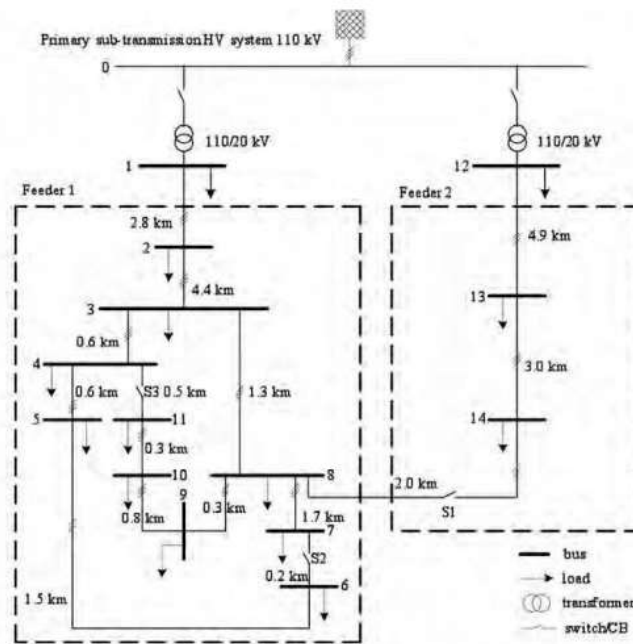 Primary sub-transmission HV system 110 kV
0
110/20 kV
110/20 kV
1
12
Feeder 1
Feeder 2
2.8 km
4.9 km
2
4.4 km
13
3
0.6 km
4
3.0 km
0.6 km
S3 0.5 km
1.3 km
5
11
14
0.3 km
10
8
9
2.0 km
0.8 km
0.3 km
1.7 km
S1
7
S2
bus
0.2 km
load
6
1.5 km
transformer
switch/CB